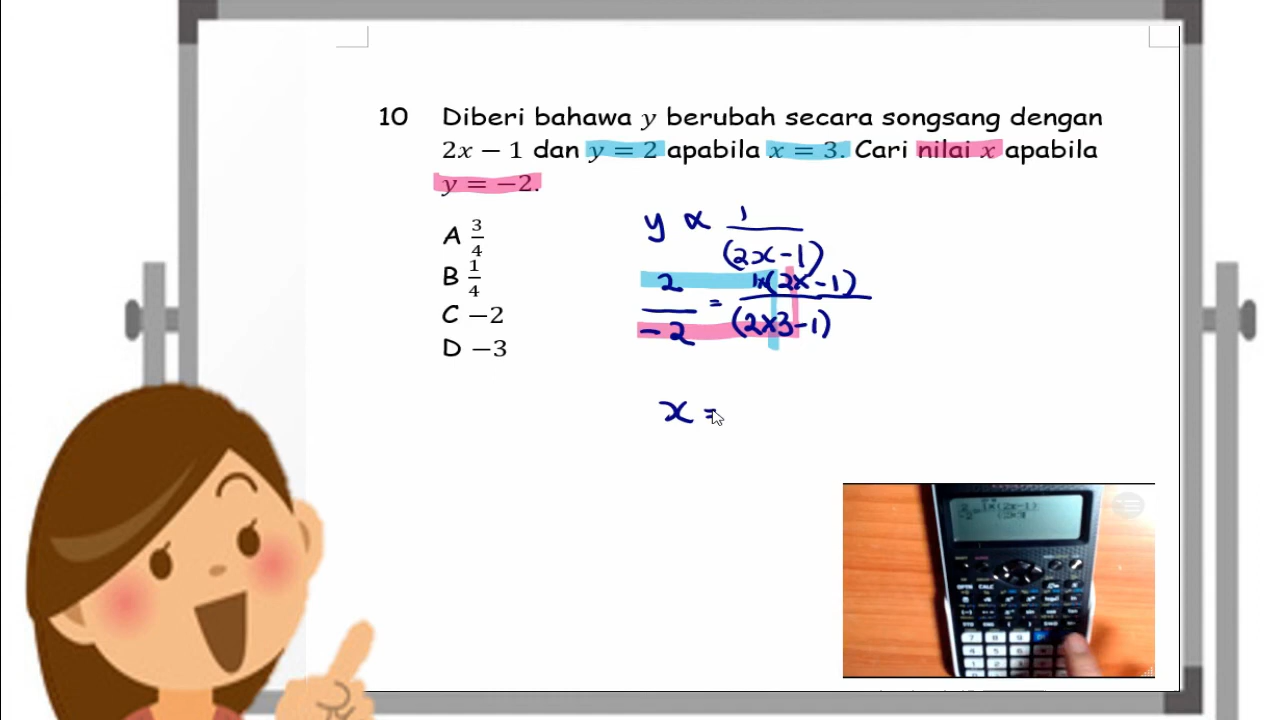 10 Diberi bahawa y berubah secara songsang dengan
2x − 1 dan y = 2 apabila x = 3. Cari nilai x apabila
y = −2.
A 3/4
B 1/4
C −2
D −3
y ∝ 1/(2x−1)
2/−2 = 1×(2x−1)/(2×3−1)
x =